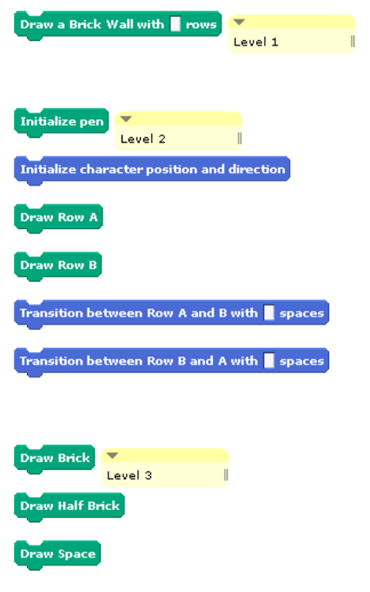 Draw a Brick Wall with rows
Level 1
Initialize pen
Level 2
Initialize character position and direction
Draw Row A
Draw Row B
Transition between Row A and B with spaces
Transition between Row B and A with spaces
Draw Brick
Level 3
Draw Half Brick
Draw Space